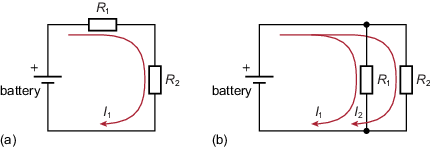 R1
+
battery
R2
I1
(a)
+
battery
R1
R2
I1
I2
(b)